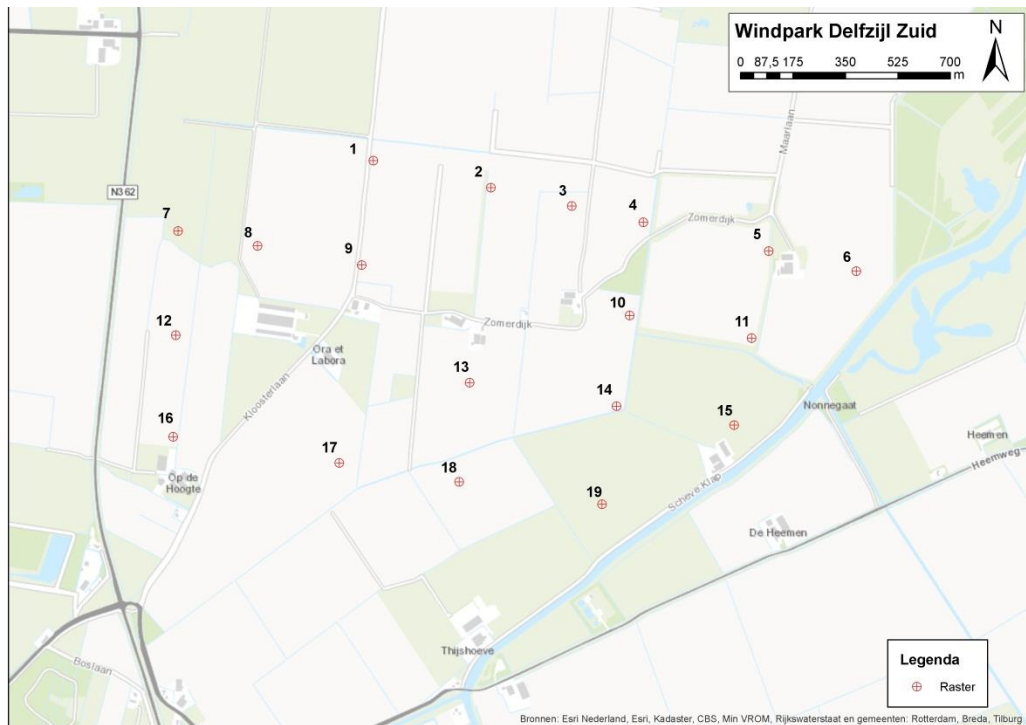 Windpark Delfzijl Zuid
N
0 87,5 175 350 525 700
m
Maarlaan
1
2
3
4
N362
7
8
9
Zomerdijk
5
6
10
11
12
Zomerdijk
Ora et
Labora
13
Kloosterlaan
14
15
Nonnegaat
16
17
18
Heemen
Heemweg
Op de
Hoogte
19
Scheve Klap
De Heemen
Thijshoeve
Boslaan
Legenda
Raster
Bronnen: Esri Nederland, Esri, Kadaster, CBS, Min VROM, Rijkswaterstaat en gemeenten: Rotterdam, Breda, Tilburg